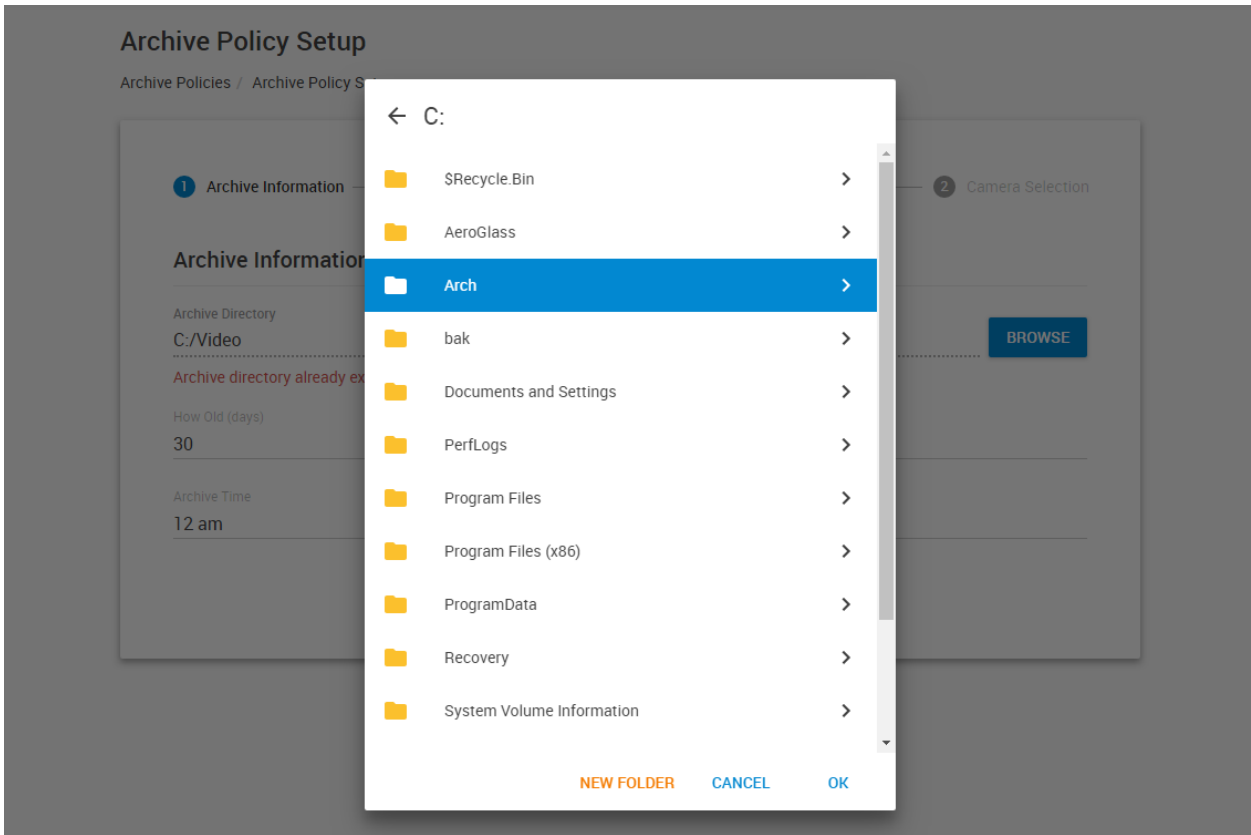 Archive Policy Setup
Archive Policies / Archive Policy S
← C:
1 Archive Information
2 Camera Selection
$Recycle.Bin
AeroGlass
Arch
bak
Documents and Settings
PerfLogs
Program Files
Program Files (x86)
ProgramData
Recovery
System Volume Information
NEW FOLDER CANCEL OK
Archive Information
Archive Directory
C:/Video
BROWSE
Archive directory already ex
How Old (days)
30
Archive Time
12 am